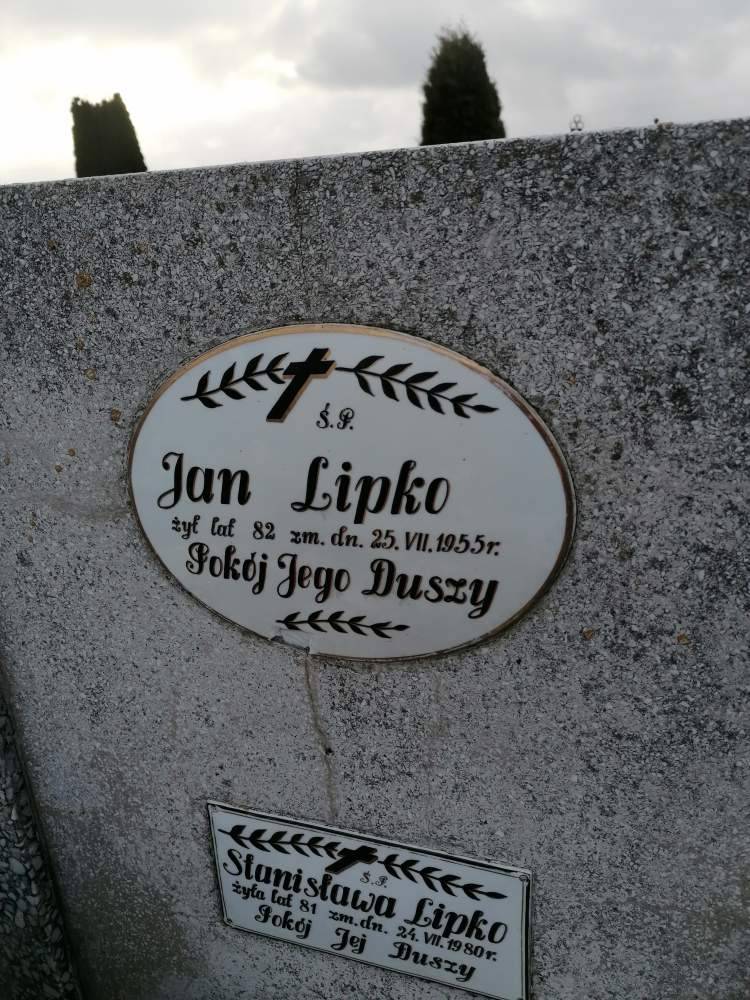 Ś.P.
Jan Lipko
żył lat 82 zm. dn. 25.VII.1955r.
Pokój Jego Duszy
Ś.P.
Stanisława Lipko
żyła lat 81 zm. dn. 24.VII.1980r.
Pokój Jej Duszy